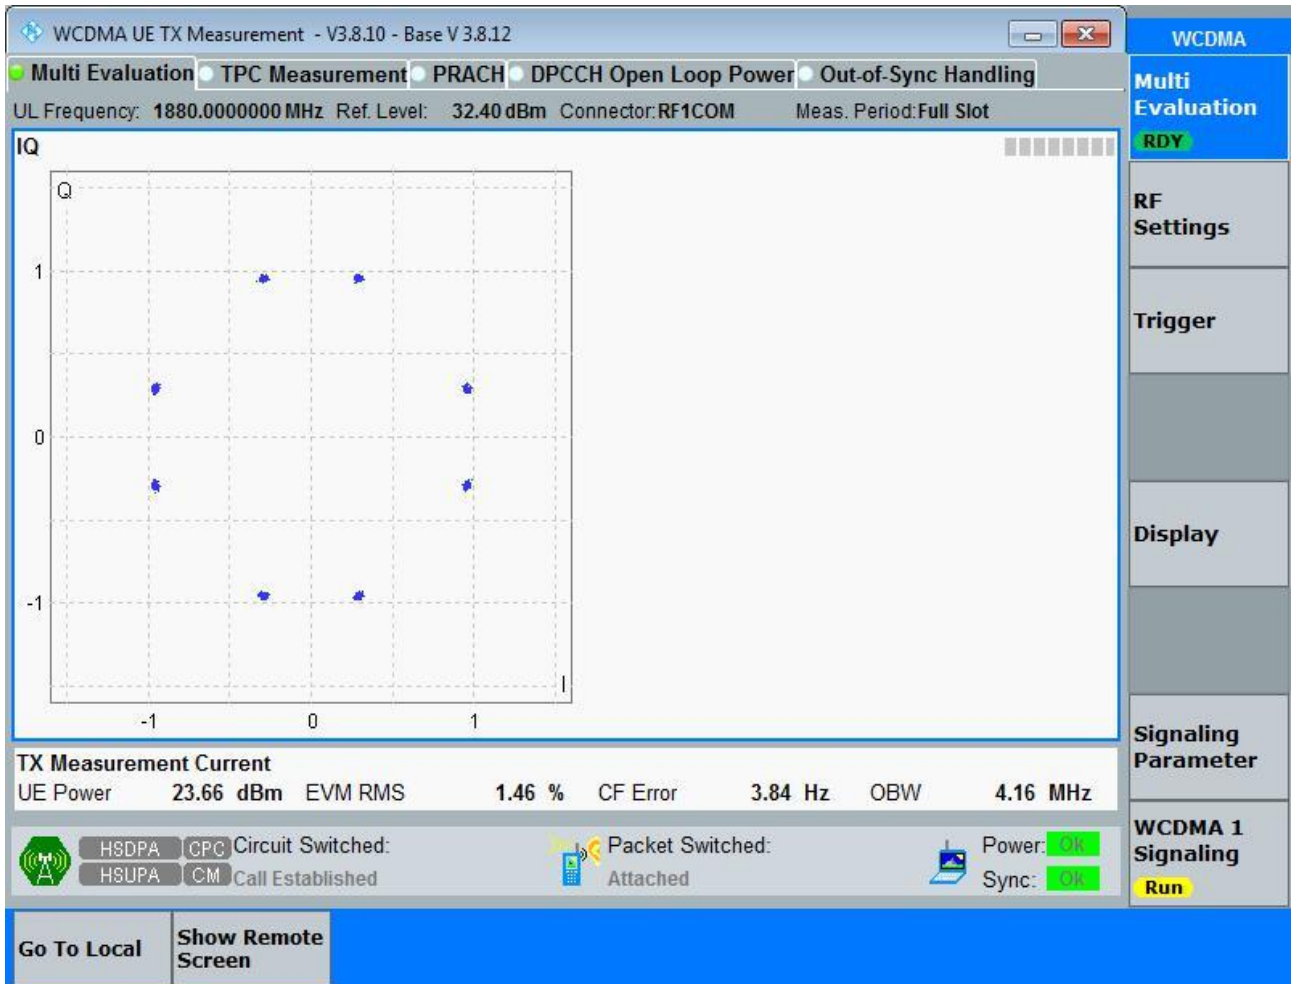 WCDMA UE TX Measurement - V3.8.10 - Base V 3.8.12
WCDMA
Multi Evaluation TPC Measurement PRACH DPCCH Open Loop Power Out-of-Sync Handling
UL Frequency: 1880.0000000 MHz Ref. Level: 32.40 dBm Connector: RF1COM Meas. Period: Full Slot
Multi
Evaluation
RDY
IQ
Q
1
0
-1
I
-1 0 1
RF
Settings
Trigger
Display
Signaling
Parameter
WCDMA 1
Signaling
Run
TX Measurement Current
UE Power 23.66 dBm EVM RMS 1.46 % CF Error 3.84 Hz OBW 4.16 MHz
HSDPA CPC Circuit Switched: Packet Switched: Power: Ok
HSUPA CM Call Established Attached Sync: Ok
Go To Local
Show Remote
Screen